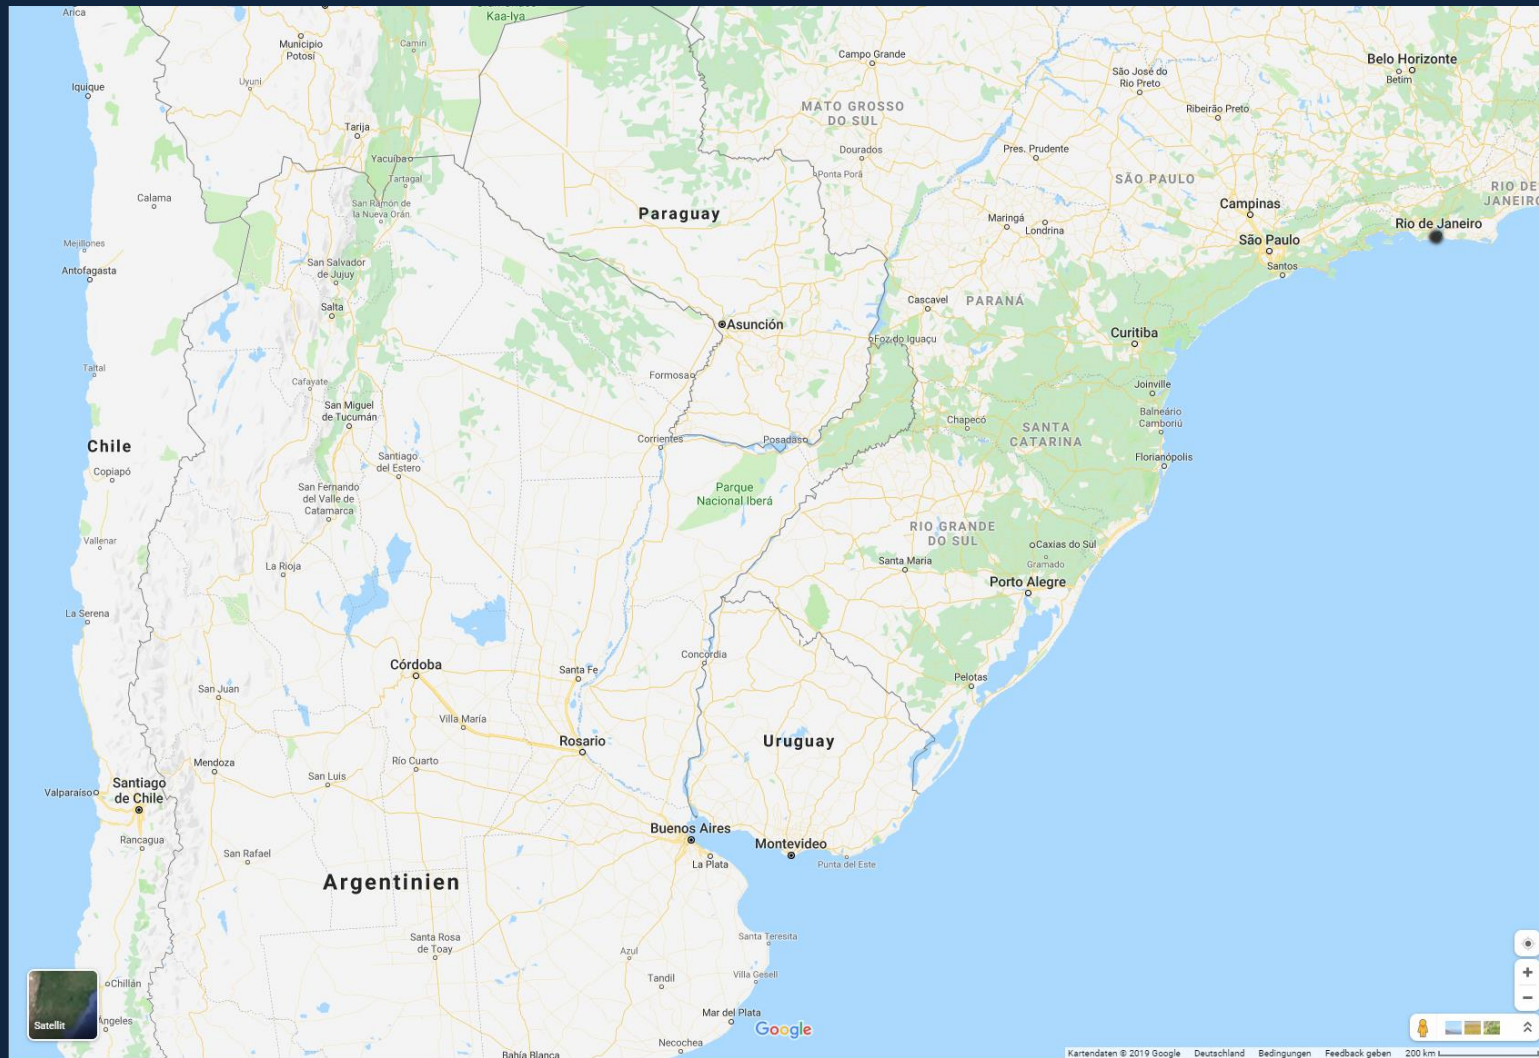 Arica
Kaa-Iya
Municipio
Potosí
Camiri
Campo Grande
Belo Horizonte
Betim
Uyuni
Iquique
São José do
Rio Preto
MATO GROSSO
DO SUL
Ribeirão Preto
Tarija
Dourados
Pres. Prudente
Yacuiba
Tartagal
Ponta Porã
SÃO PAULO
RIO DE
JANEIRO
Calama
San Ramón de
la Nueva Orán
Paraguay
Campinas
Maringá
Londrina
Rio de Janeiro
Mejillones
São Paulo
Antofagasta
San Salvador
de Jujuy
Santos
Salta
Cascavel
PARANÁ
Asunción
Curitiba
Foz do Iguaçu
Taltal
Formosa
Cafayate
Joinville
San Miguel
de Tucumán
Balneário
Camboriú
Chapecó
SANTA
CATARINA
Chile
Corrientes
Posadas
Copiapó
Santiago
del Estero
Florianópolis
San Fernando
del Valle de
Catamarca
Parque
Nacional Iberá
RIO GRANDE
DO SUL
Vallenar
Caxias do Sul
Gramado
La Rioja
Santa Maria
Porto Alegre
La Serena
Córdoba
Santa Fe
Concordia
Pelotas
San Juan
Villa María
Rosario
Uruguay
Mendoza
Río Cuarto
San Luis
Valparaíso
Santiago
de Chile
Buenos Aires
Rancagua
Montevideo
San Rafael
La Plata
Punta del Este
Argentinien
Santa Rosa
de Toay
Azul
Santa Teresita
Chillán
Tandil
Villa Gesell
Satellit
Ángeles
Mar del Plata
Google
Necochea
Bahía Blanca
Kartendaten © 2019 Google Deutschland Bedingungen Feedback geben 200 km